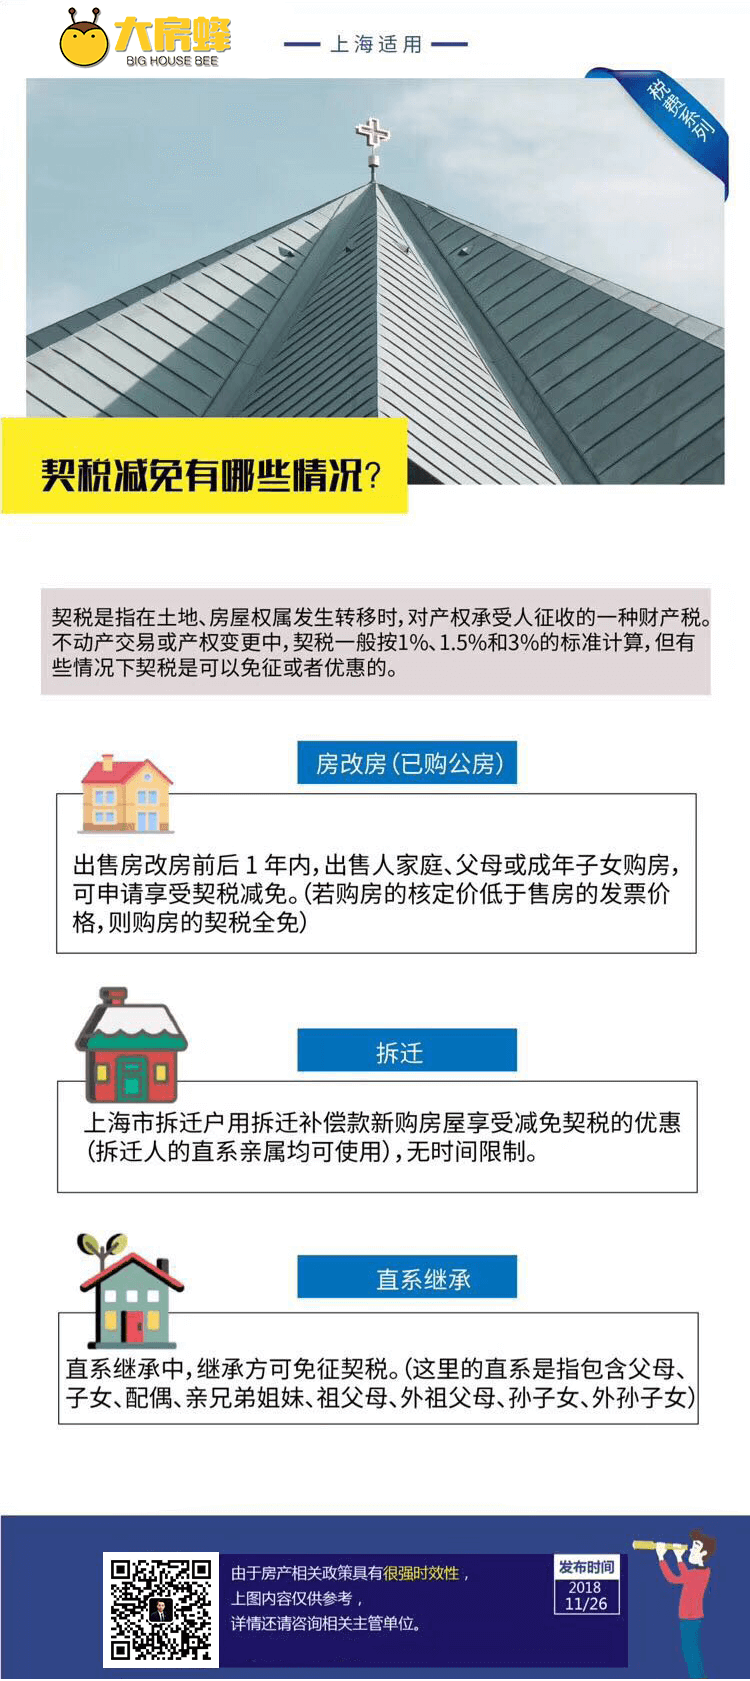 大房蜂
BIG HOUSE BEE
上海适用
税费系列
契税减免有哪些情况?
契税是指在土地、房屋权属发生转移时,对产权承受人征收的一种财产税。
不动产交易或产权变更中,契税一般按1%、1.5%和3%的标准计算,但有
些情况下契税是可以免征或者优惠的。
房改房(已购公房)
出售房改房前后 1 年内,出售人家庭、父母或成年子女购房,
可申请享受契税减免。(若购房的核定价低于售房的发票价
格,则购房的契税全免)
拆迁
上海市拆迁户用拆迁补偿款新购房屋享受减免契税的优惠
(拆迁人的直系亲属均可使用),无时间限制。
直系继承
直系继承中,继承方可免征契税。(这里的直系是指包含父母、
子女、配偶、亲兄弟姐妹、祖父母、外祖父母、孙子女、外孙子女)
由于房产相关政策具有很强时效性,
上图内容仅供参考,
详情还请咨询相关主管单位。
发布时间
2018
11/26